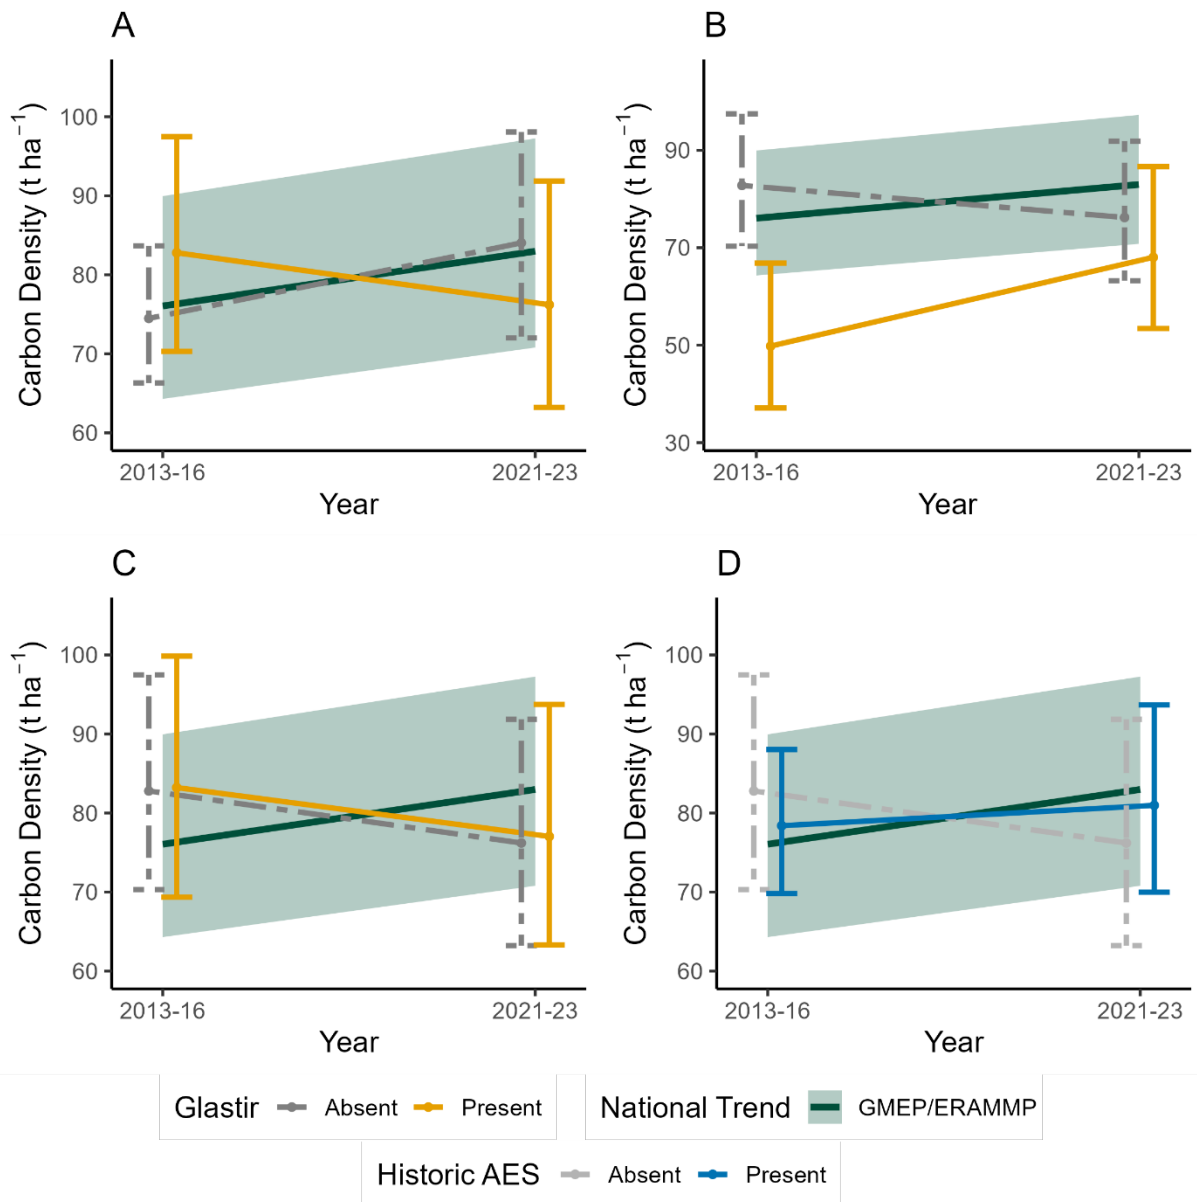 A
Carbon Density (t ha⁻¹)
100
90
80
70
60
2013-16
2021-23
Year
B
Carbon Density (t ha⁻¹)
90
70
50
30
2013-16
2021-23
Year
C
Carbon Density (t ha⁻¹)
100
90
80
70
60
2013-16
2021-23
Year
D
Carbon Density (t ha⁻¹)
100
90
80
70
60
2013-16
2021-23
Year
Glastir Absent Present
National Trend GMEP/ERAMMP
Historic AES Absent Present